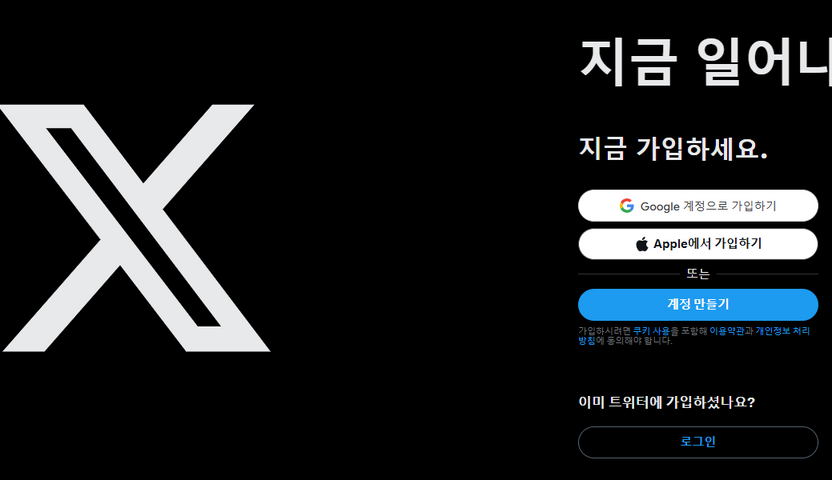 지금 일어나
지금 가입하세요.
Google 계정으로 가입하기
Apple에서 가입하기
또는
계정 만들기
가입하시려면 쿠키 사용을 포함해 이용약관과 개인정보 처리
방침에 동의해야 합니다.
이미 트위터에 가입하셨나요?
로그인